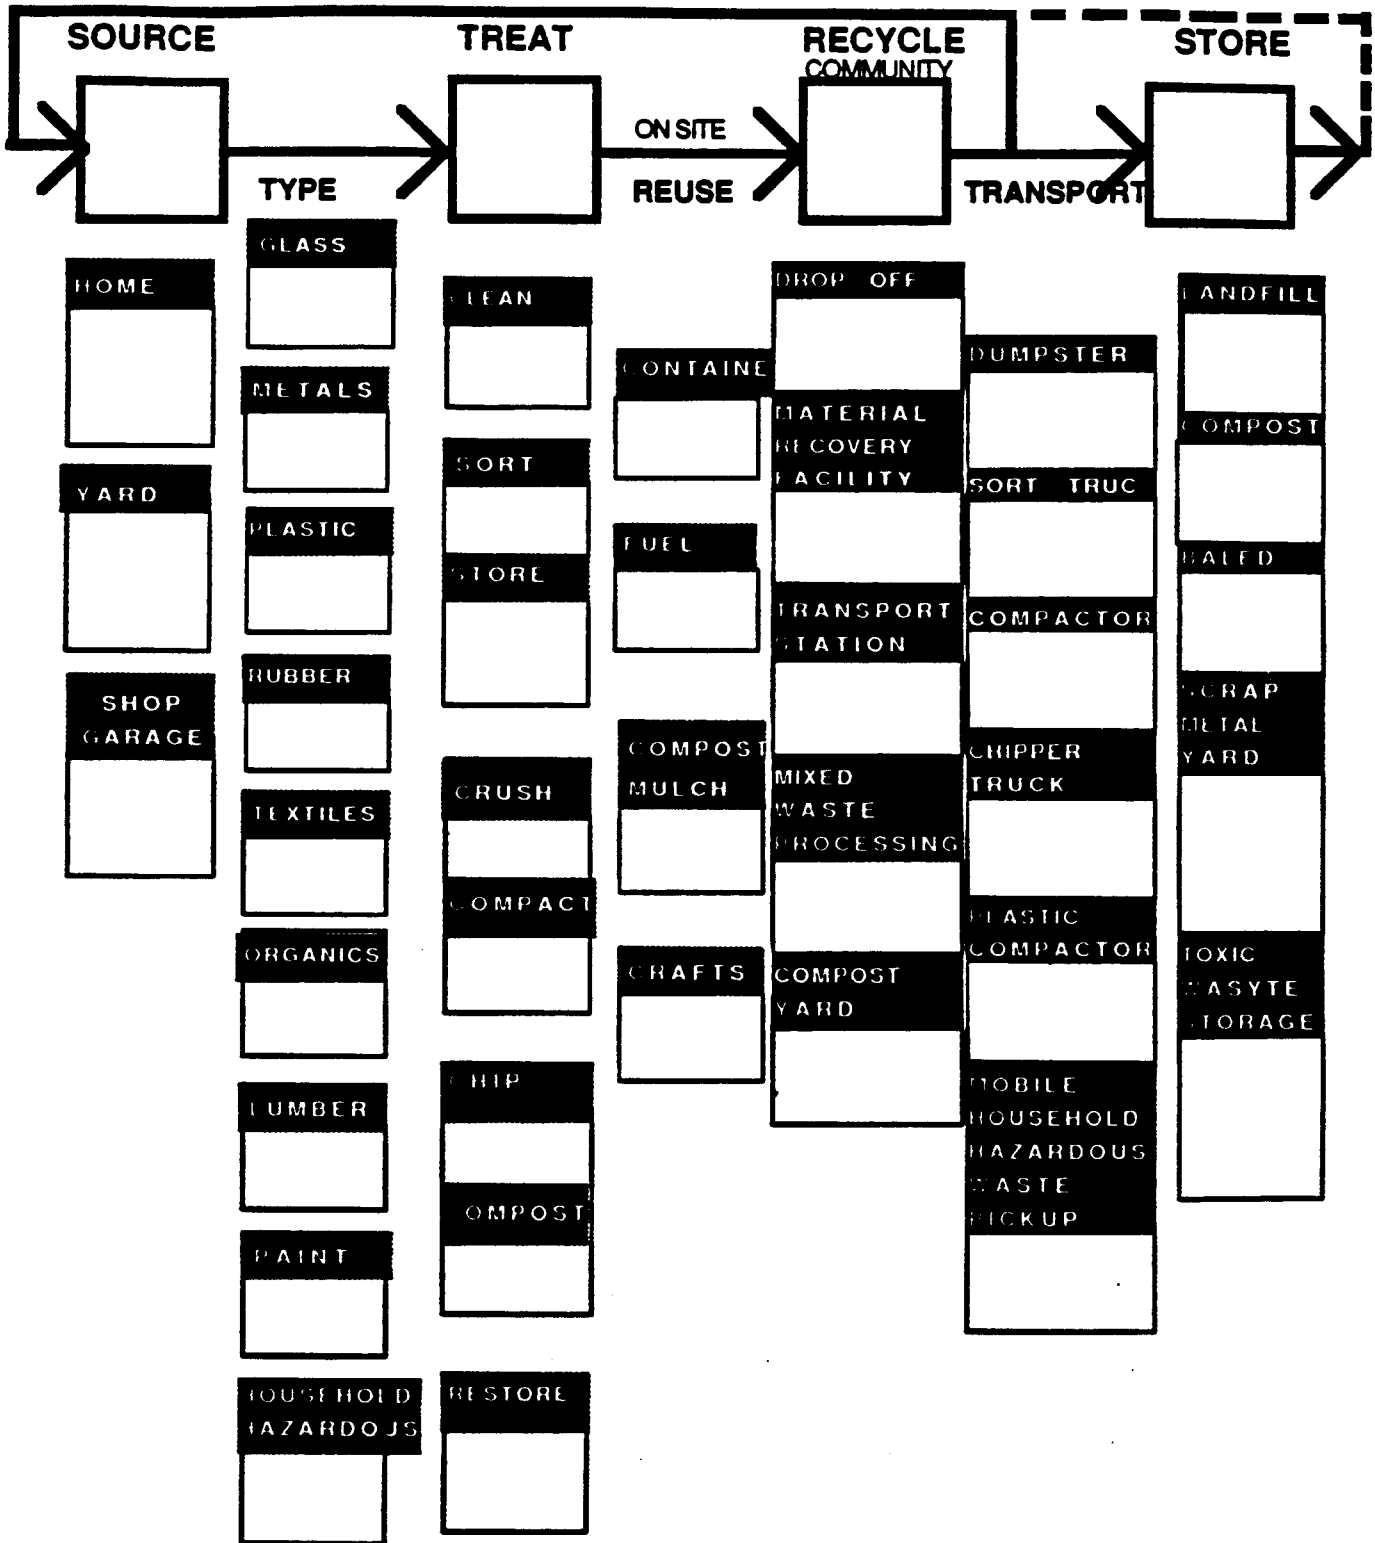 SOURCE
TREAT
RECYCLE
COMMUNITY
STORE
ON SITE
TYPE
REUSE
TRANSPORT
HOME
YARD
SHOP
GARAGE
GLASS
METALS
PLASTIC
RUBBER
TEXTILES
ORGANICS
LUMBER
PAINT
HOUSEHOLD
HAZARDOUS
CLEAN
SORT
STORE
CRUSH
COMPACT
CHIP
OMPOST
RESTORE
CONTAINE
FUEL
COMPOST
MULCH
CRAFTS
DROP OFF
MATERIAL
RECOVERY
FACILITY
TRANSPORT
STATION
MIXED
WASTE
PROCESSING
COMPOST
YARD
DUMPSTER
SORT TRUC
COMPACTOR
CHIPPER
TRUCK
PLASTIC
COMPACTOR
MOBILE
HOUSEHOLD
HAZARDOUS
WASTE
PICKUP
LANDFILL
COMPOST
BALED
SCRAP
METAL
YARD
TOXIC
WASYTE
STORAGE